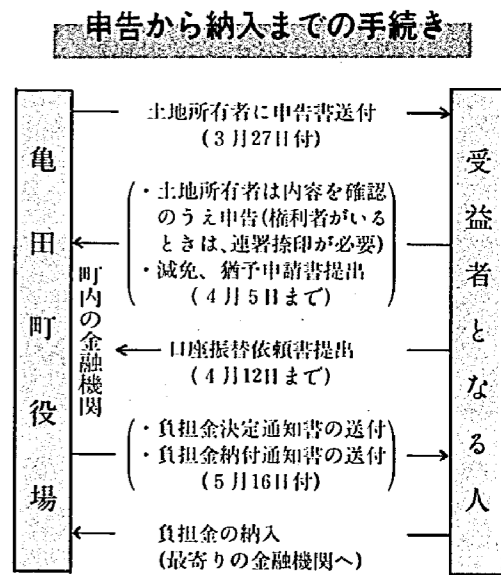 申告から納入までの手続き
亀田町役場
町内の金融機関
受益者となる人
土地所有者に申告書送付
(3月27日付)
・土地所有者は内容を確認
のうえ申告(権利者がいる
ときは、連署捺印が必要)
・減免、猶予申請書提出
(4月5日まで)
口座振替依頼書提出
(4月12日まで)
・負担金決定通知書の送付
・負担金納付通知書の送付
(5月16日付)
負担金の納入
(最寄りの金融機関へ)